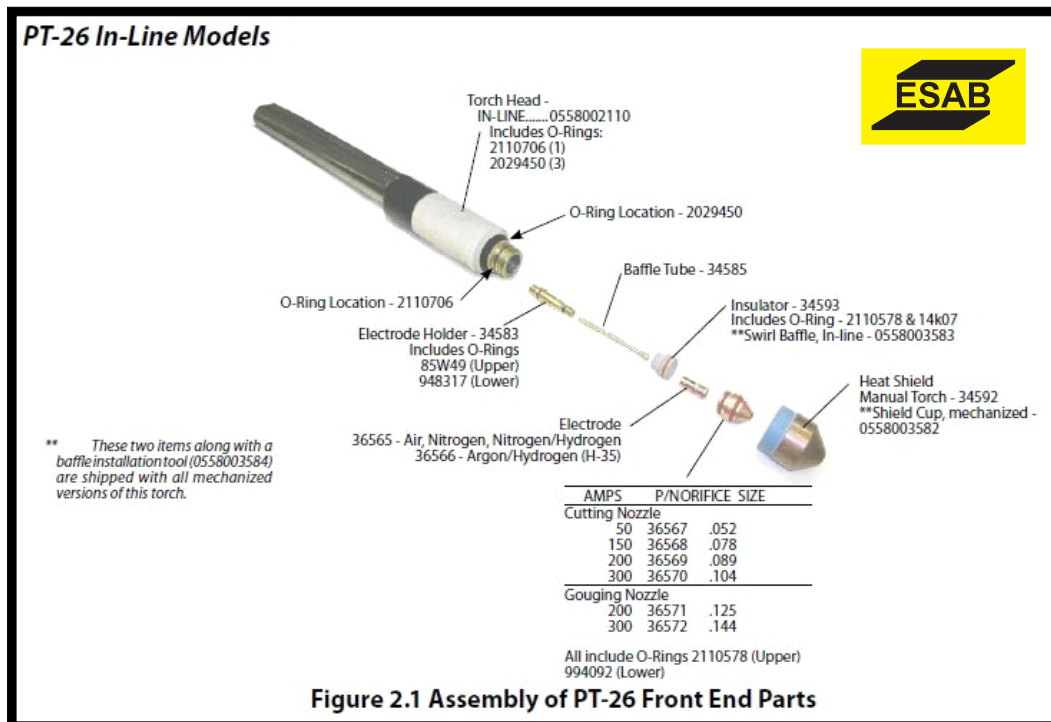 PT-26 In-Line Models
ESAB
Torch Head -
IN-LINE.......0558002110
Includes O-Rings:
2110706 (1)
2029450 (3)
O-Ring Location - 2029450
Baffle Tube - 34585
O-Ring Location - 2110706
Insulator - 34593
Includes O-Ring - 2110578 & 14k07
**Swirl Baffle, In-line - 0558003583
Electrode Holder - 34583
Includes O-Rings
85W49 (Upper)
948317 (Lower)
Heat Shield
Manual Torch - 34592
**Shield Cup, mechanized -
0558003582
Electrode
36565 - Air, Nitrogen, Nitrogen/Hydrogen
36566 - Argon/Hydrogen (H-35)
** These two items along with a
baffle installation tool (0558003584)
are shipped with all mechanized
versions of this torch.
AMPS P/NORIFICE SIZE
Cutting Nozzle
50 36567 .052
150 36568 .078
200 36569 .089
300 36570 .104
Gouging Nozzle
200 36571 .125
300 36572 .144
All include O-Rings 2110578 (Upper)
994092 (Lower)
Figure 2.1 Assembly of PT-26 Front End Parts